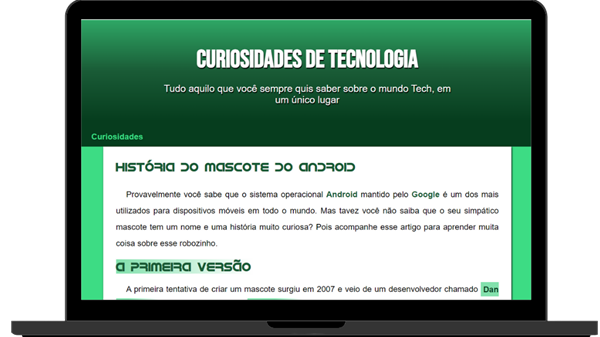 CURIOSIDADES DE TECNOLOGIA
Tudo aquilo que você sempre quis saber sobre o mundo Tech, em
um único lugar
Curiosidades
HISTÓRIA DO MASCOTE DO ANDROID
Provavelmente você sabe que o sistema operacional Android mantido pelo Google é um dos mais
utilizados para dispositivos móveis em todo o mundo. Mas tavez você não saiba que o seu simpático
mascote tem um nome e uma história muito curiosa? Pois acompanhe esse artigo para aprender muita
coisa sobre esse robozinho.
A PRIMEIRA VERSÃO
A primeira tentativa de criar um mascote surgiu em 2007 e veio de um desenvolvedor chamado Dan